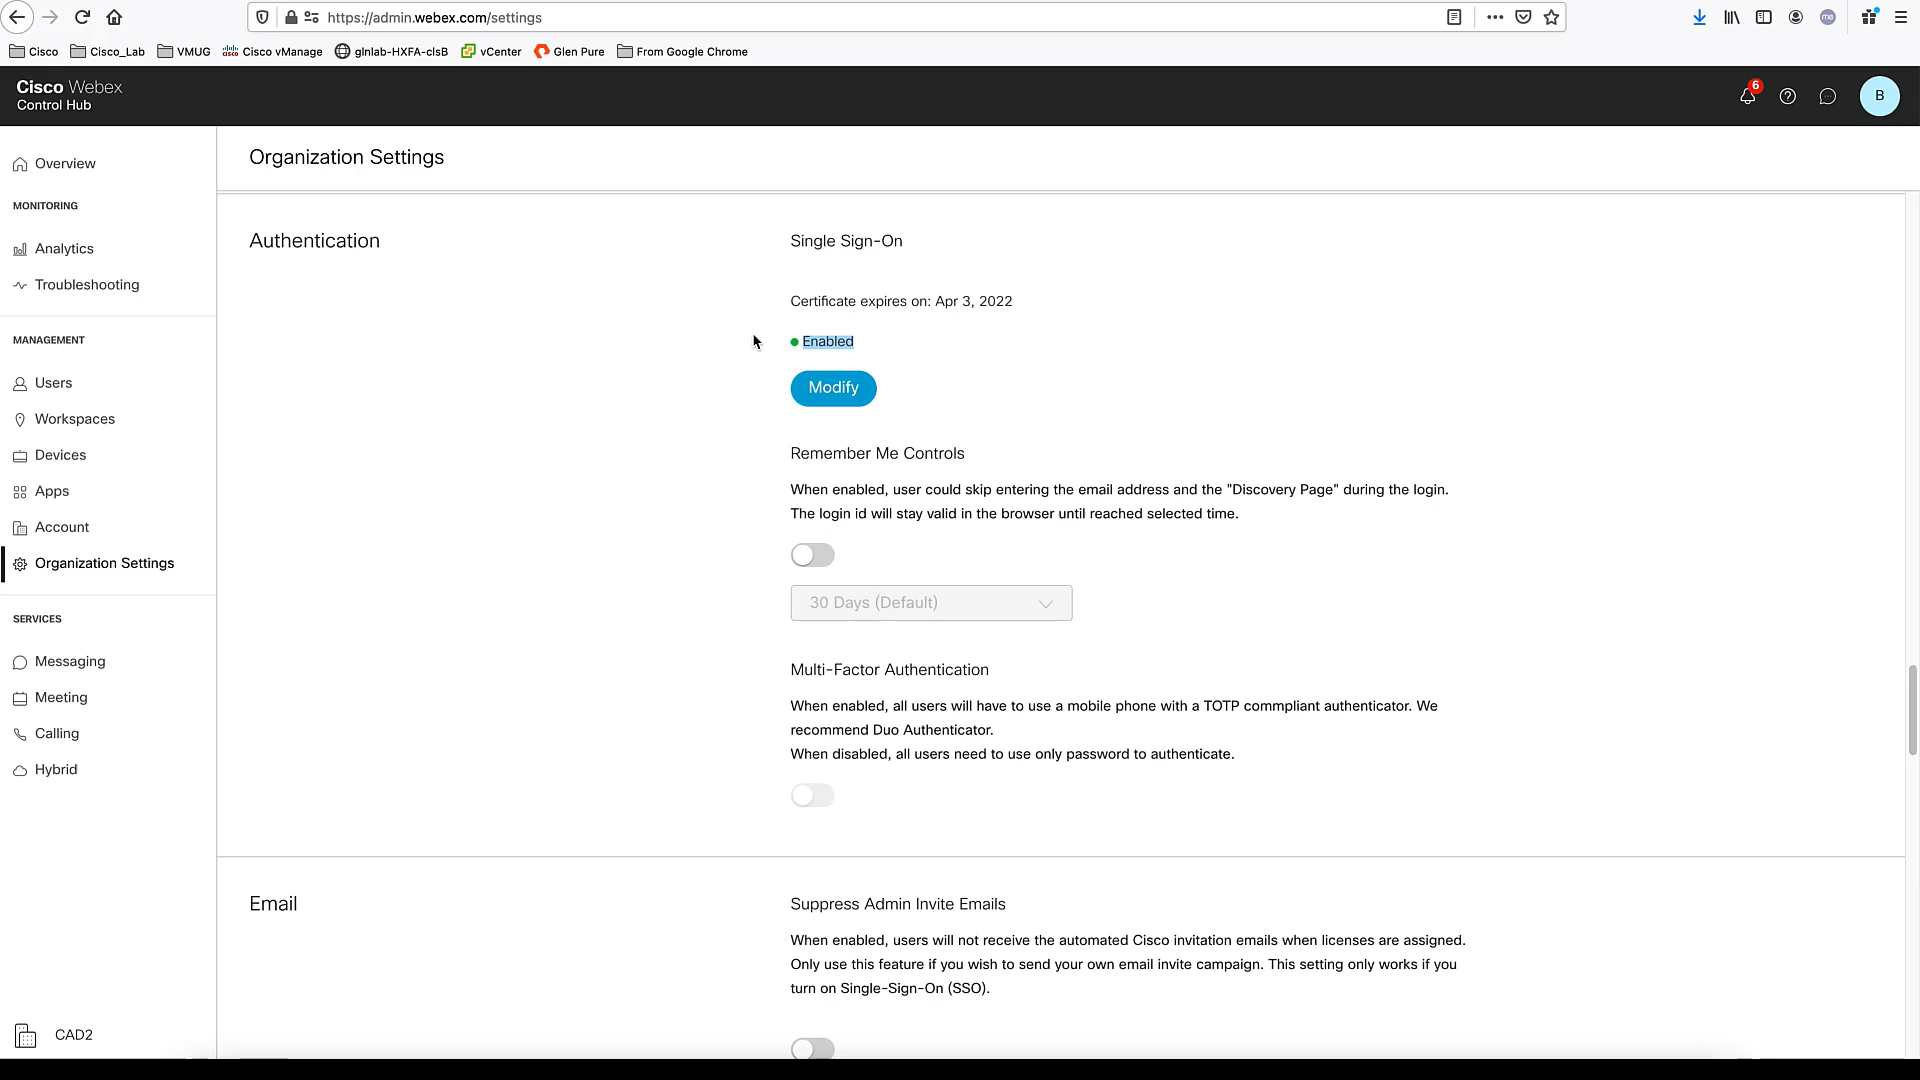 https://admin.webex.com/settings
Cisco
Cisco_Lab
VMUG
Cisco vManage
glnlab-HXFA-clsB
vCenter
Glen Pure
From Google Chrome
Cisco Webex
Control Hub
6
B
Overview
MONITORING
Analytics
Troubleshooting
MANAGEMENT
Users
Workspaces
Devices
Apps
Account
Organization Settings
SERVICES
Messaging
Meeting
Calling
Hybrid
CAD2
Organization Settings
Authentication
Single Sign-On
Certificate expires on: Apr 3, 2022
Enabled
Modify
Remember Me Controls
When enabled, user could skip entering the email address and the "Discovery Page" during the login.
The login id will stay valid in the browser until reached selected time.
30 Days (Default)
Multi-Factor Authentication
When enabled, all users will have to use a mobile phone with a TOTP commpliant authenticator. We
recommend Duo Authenticator.
When disabled, all users need to use only password to authenticate.
Email
Suppress Admin Invite Emails
When enabled, users will not receive the automated Cisco invitation emails when licenses are assigned.
Only use this feature if you wish to send your own email invite campaign. This setting only works if you
turn on Single-Sign-On (SSO).